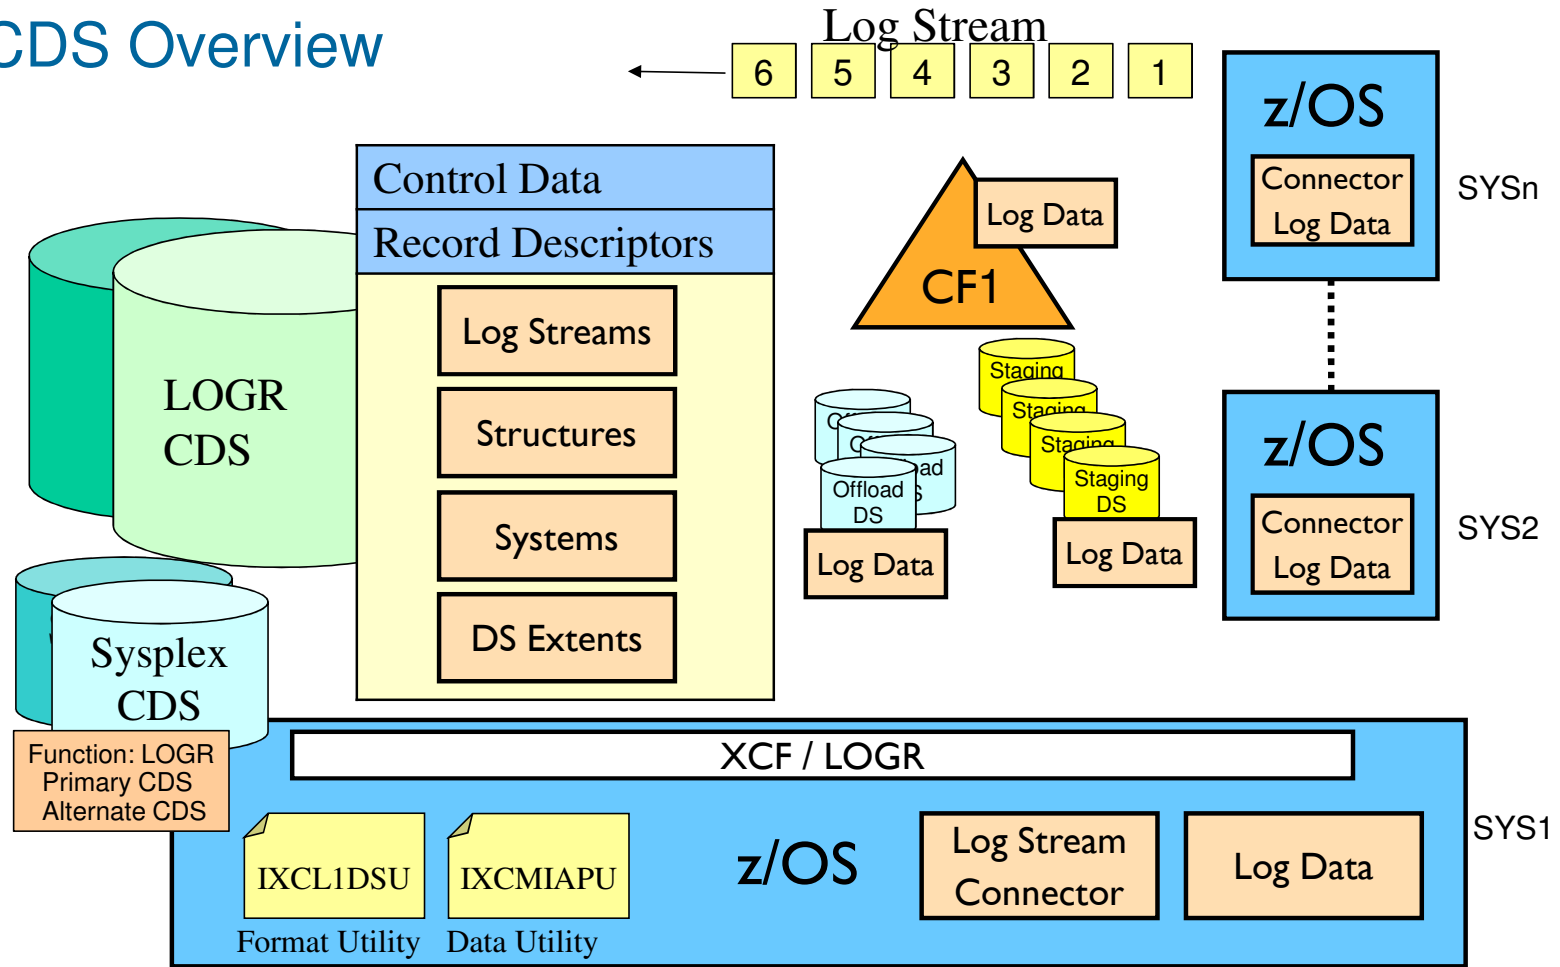 CDS Overview
Log Stream
6 5 4 3 2 1
z/OS
Connector
Log Data
SYSn
Control Data
Record Descriptors
Log Streams
Structures
Systems
DS Extents
LOGR
CDS
Log Data
CF1
Staging
Staging
Staging
Staging
DS
Log Data
Offload
DS
Log Data
z/OS
Connector
Log Data
SYS2
Sysplex
CDS
Function: LOGR
Primary CDS
Alternate CDS
XCF / LOGR
IXCL1DSU
Format Utility
IXCMIAPU
Data Utility
z/OS
Log Stream
Connector
Log Data
SYS1